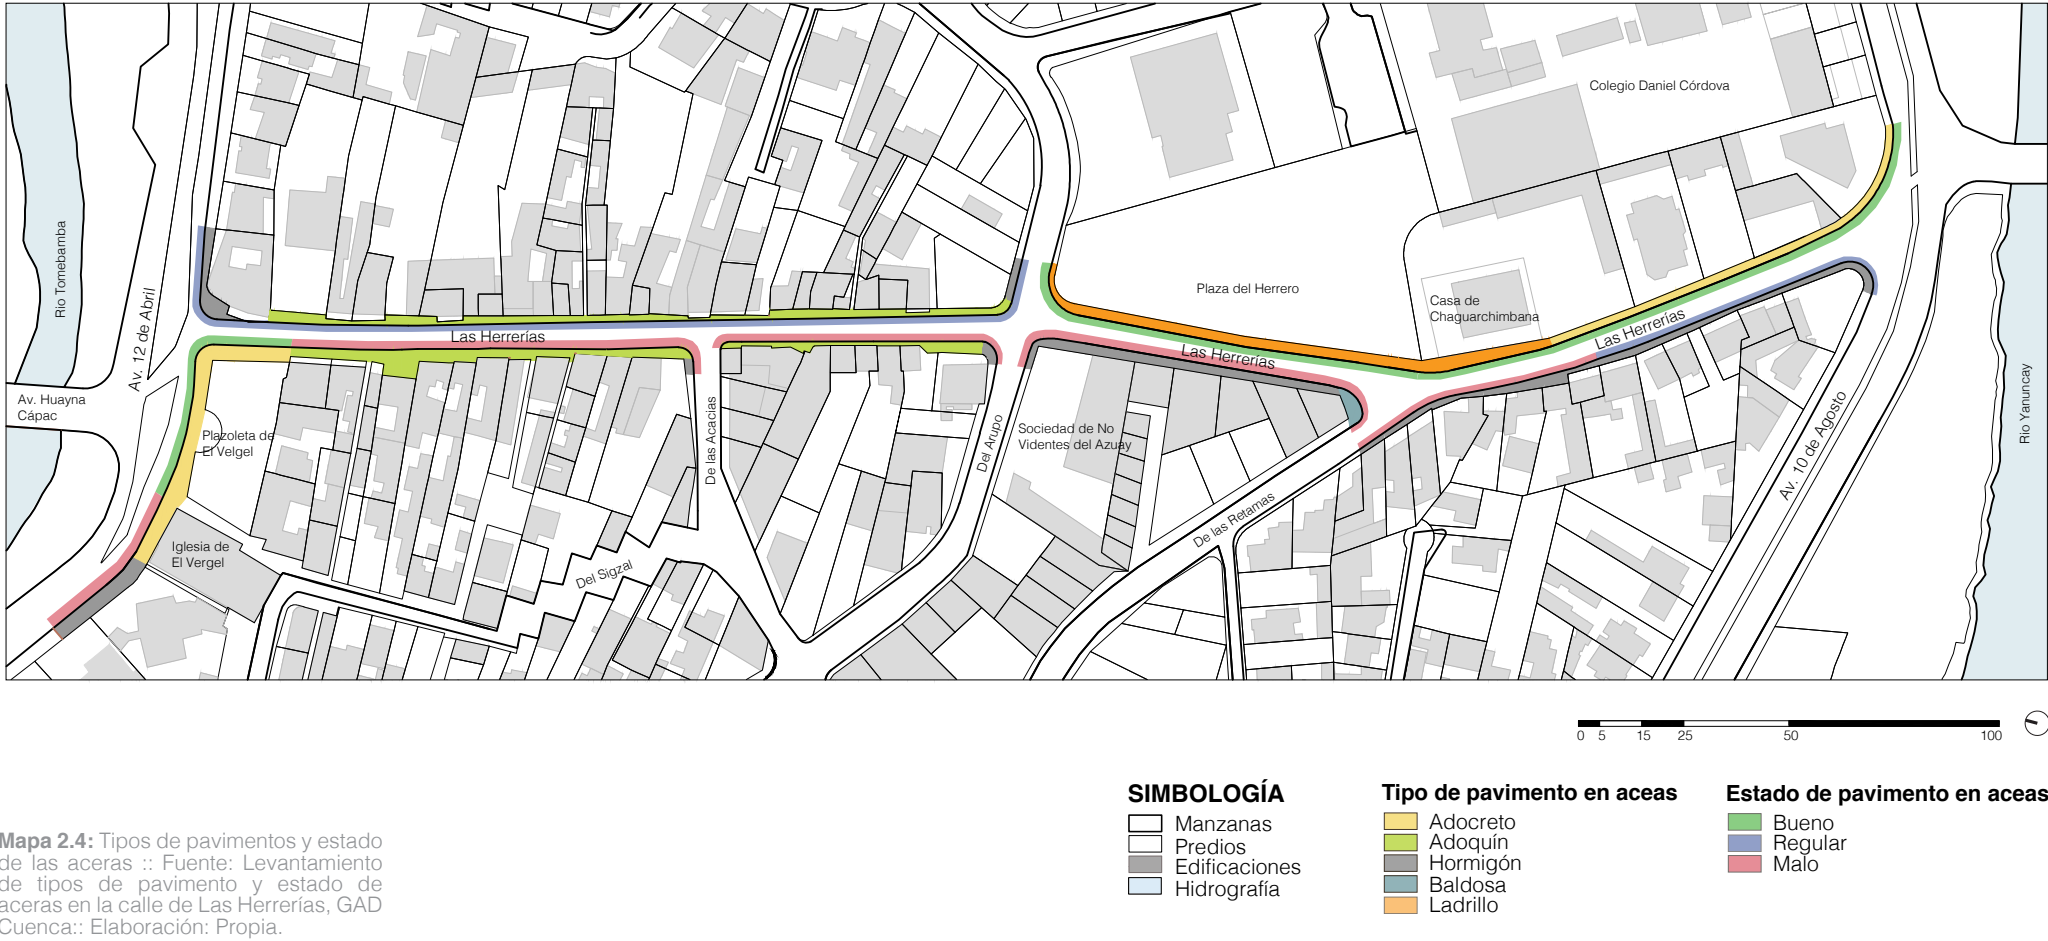 Colegio Daniel Córdova
Río Tomebamba
Av. 12 de Abril
Plaza del Herrero
Casa de
Chaguarchimbana
Las Herrerías
Las Herrerías
Las Herrerías
Av. Huayna
Cápac
Plazoleta de
El Velgel
De las Acacias
Del Arupo
Sociedad de No
Videntes del Azuay
Av. 10 de Agosto
Río Yanuncay
De las Retamas
Iglesia de
El Vergel
Del Sigzal
0 5 15 25 50 100
SIMBOLOGÍA
Manzanas
Predios
Edificaciones
Hidrografía
Tipo de pavimento en aceas
Adocreto
Adoquín
Hormigón
Baldosa
Ladrillo
Estado de pavimento en aceas
Bueno
Regular
Malo
Mapa 2.4: Tipos de pavimentos y estado
de las aceras :: Fuente: Levantamiento
de tipos de pavimento y estado de
aceras en la calle de Las Herrerías, GAD
Cuenca:: Elaboración: Propia.